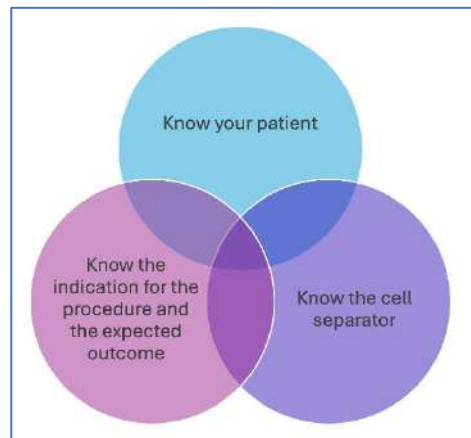 Know your patient
Know the
indication for the
procedure and
the expected
outcome
Know the cell
separator